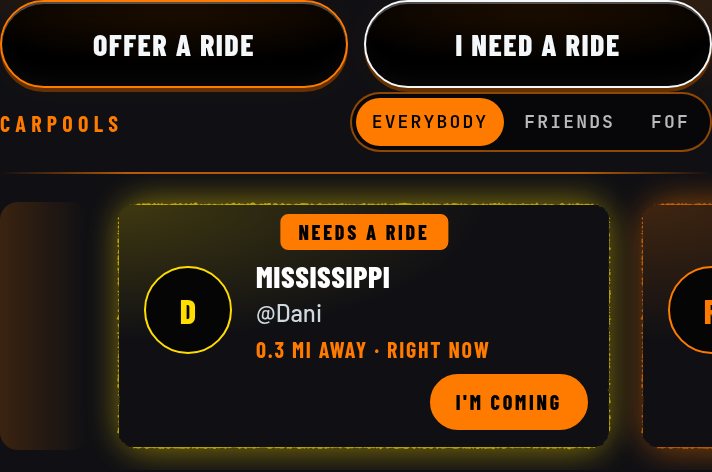 OFFER A RIDE
I NEED A RIDE
CARPOOLS
EVERYBODY
FRIENDS
FOF
NEEDS A RIDE
D
MISSISSIPPI
@Dani
0.3 MI AWAY · RIGHT NOW
I'M COMING